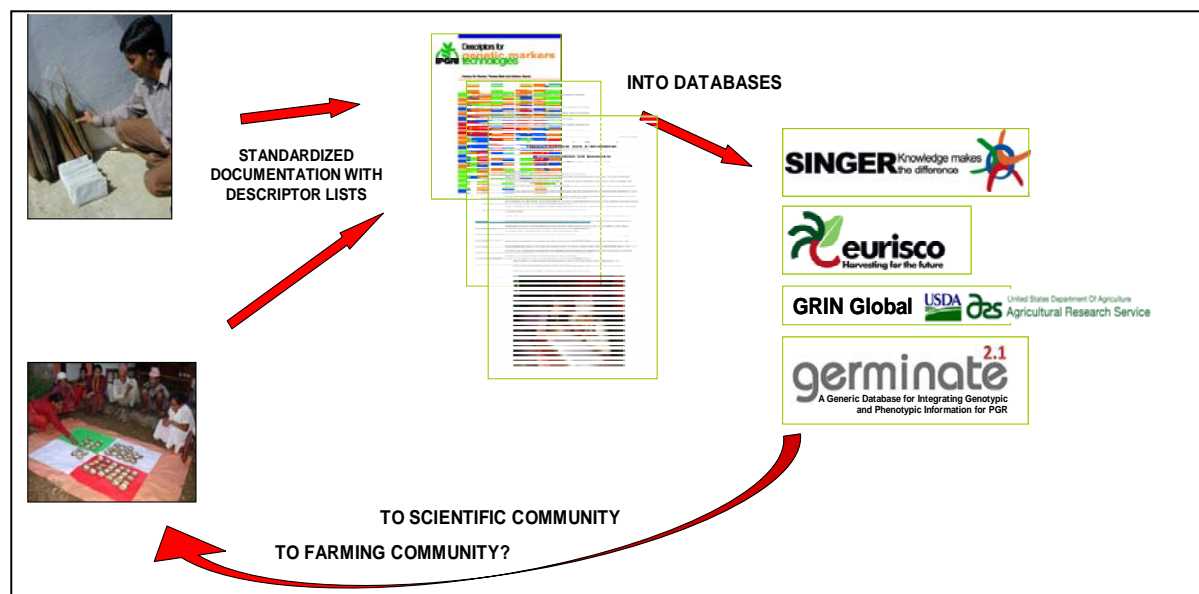 IPGRI
Descriptors for
genetic markers
technologies
INTO DATABASES
STANDARDIZED
DOCUMENTATION WITH
DESCRIPTOR LISTS
SINGER
Knowledge makes
the difference
eurisco
Harvesting for the future
GRIN Global
USDA
ars
United States Department Of Agriculture
Agricultural Research Service
germinate 2.1
A Generic Database for Integrating Genotypic
and Phenotypic Information for PGR
TO SCIENTIFIC COMMUNITY
TO FARMING COMMUNITY?